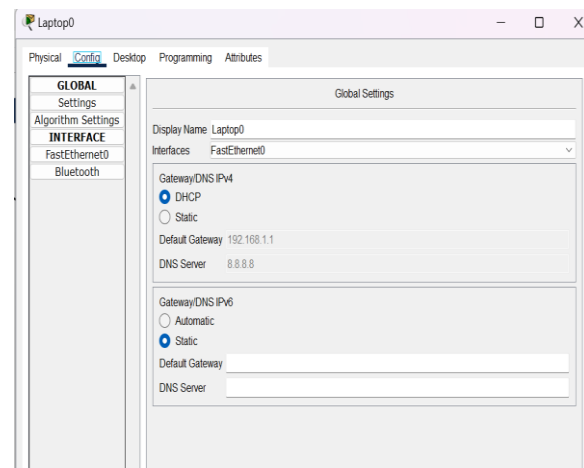 Laptop0
Physical Config Desktop Programming Attributes
GLOBAL
Settings
Algorithm Settings
INTERFACE
FastEthernet0
Bluetooth
Global Settings
Display Name Laptop0
Interfaces FastEthernet0
Gateway/DNS IPv4
DHCP
Static
Default Gateway 192.168.1.1
DNS Server 8.8.8.8
Gateway/DNS IPv6
Automatic
Static
Default Gateway
DNS Server